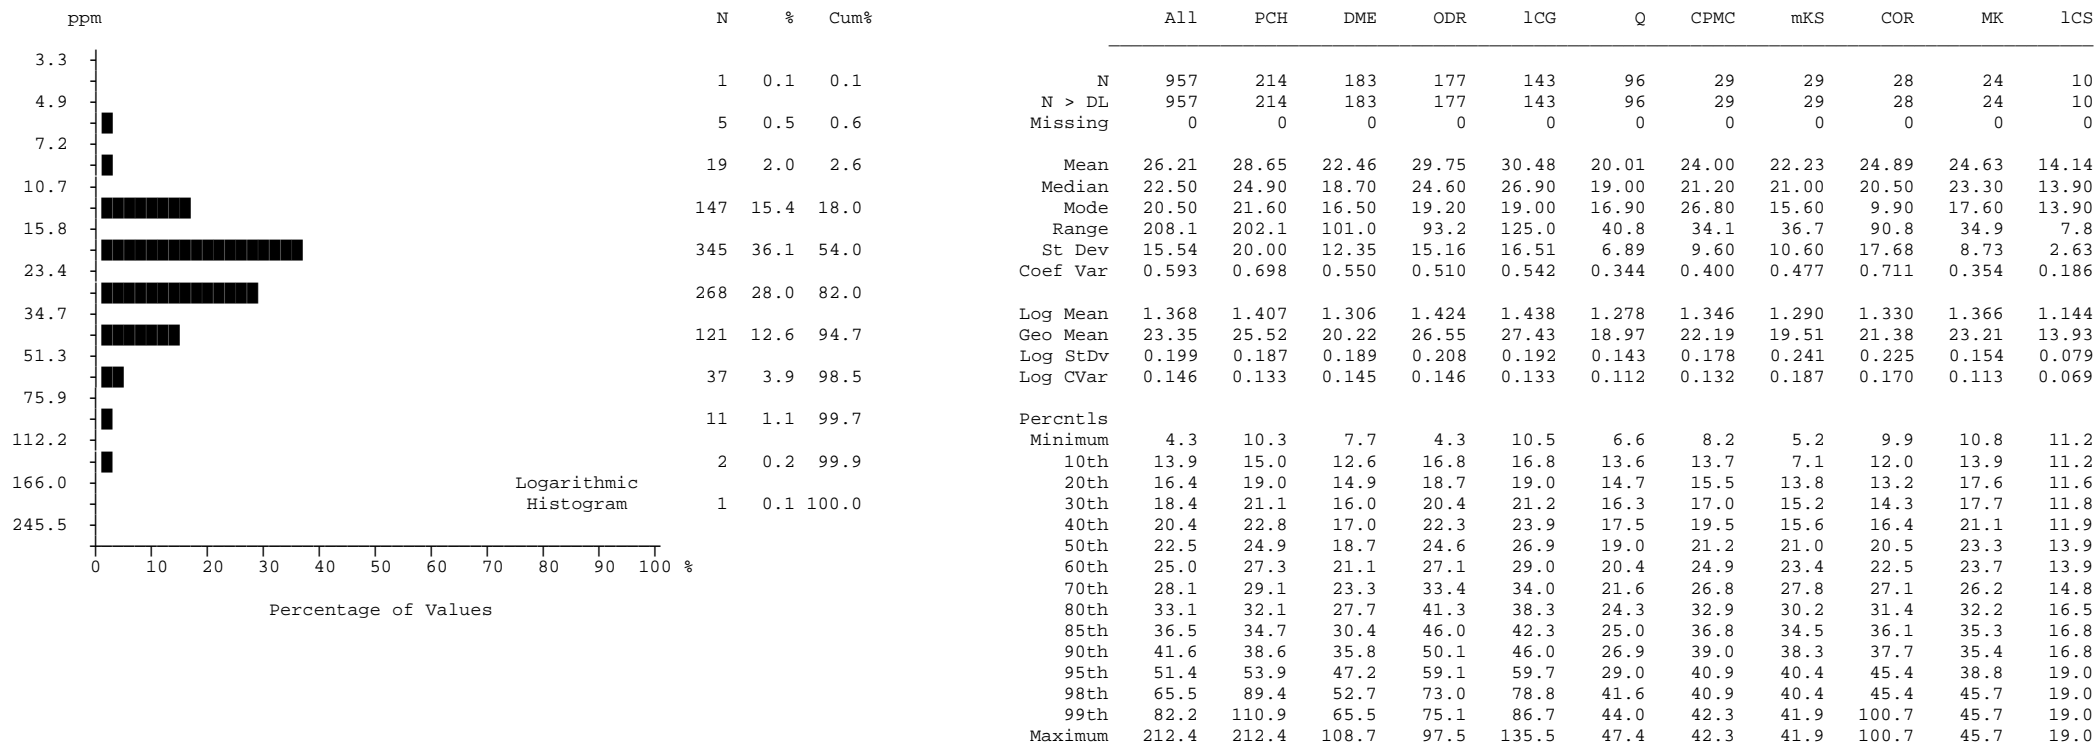 ppm N % Cum% All PCH DME ODR lCG Q CPMC mKS COR MK lCS
3.3
1 0.1 0.1 N 957 214 183 177 143 96 29 29 28 24 10
4.9 N > DL 957 214 183 177 143 96 29 29 28 24 10
5 0.5 0.6 Missing 0 0 0 0 0 0 0 0 0 0 0
7.2
19 2.0 2.6 Mean 26.21 28.65 22.46 29.75 30.48 20.01 24.00 22.23 24.89 24.63 14.14
10.7 Median 22.50 24.90 18.70 24.60 26.90 19.00 21.20 21.00 20.50 23.30 13.90
147 15.4 18.0 Mode 20.50 21.60 16.50 19.20 19.00 16.90 26.80 15.60 9.90 17.60 13.90
15.8 Range 208.1 202.1 101.0 93.2 125.0 40.8 34.1 36.7 90.8 34.9 7.8
345 36.1 54.0 St Dev 15.54 20.00 12.35 15.16 16.51 6.89 9.60 10.60 17.68 8.73 2.63
23.4 Coef Var 0.593 0.698 0.550 0.510 0.542 0.344 0.400 0.477 0.711 0.354 0.186
268 28.0 82.0
34.7 Log Mean 1.368 1.407 1.306 1.424 1.438 1.278 1.346 1.290 1.330 1.366 1.144
121 12.6 94.7 Geo Mean 23.35 25.52 20.22 26.55 27.43 18.97 22.19 19.51 21.38 23.21 13.93
51.3 Log StDv 0.199 0.187 0.189 0.208 0.192 0.143 0.178 0.241 0.225 0.154 0.079
37 3.9 98.5 Log CVar 0.146 0.133 0.145 0.146 0.133 0.112 0.132 0.187 0.170 0.113 0.069
75.9
11 1.1 99.7 Percntls
112.2 Minimum 4.3 10.3 7.7 4.3 10.5 6.6 8.2 5.2 9.9 10.8 11.2
2 0.2 99.9 10th 13.9 15.0 12.6 16.8 16.8 13.6 13.7 7.1 12.0 13.9 11.2
166.0 Logarithmic 20th 16.4 19.0 14.9 18.7 19.0 14.7 15.5 13.8 13.2 17.6 11.6
Histogram 1 0.1 100.0 30th 18.4 21.1 16.0 20.4 21.2 16.3 17.0 15.2 14.3 17.7 11.8
245.5 40th 20.4 22.8 17.0 22.3 23.9 17.5 19.5 15.6 16.4 21.1 11.9
50th 22.5 24.9 18.7 24.6 26.9 19.0 21.2 21.0 20.5 23.3 13.9
0 10 20 30 40 50 60 70 80 90 100 % 60th 25.0 27.3 21.1 27.1 29.0 20.4 24.9 23.4 22.5 23.7 13.9
70th 28.1 29.1 23.3 33.4 34.0 21.6 26.8 27.8 27.1 26.2 14.8
Percentage of Values 80th 33.1 32.1 27.7 41.3 38.3 24.3 32.9 30.2 31.4 32.2 16.5
85th 36.5 34.7 30.4 46.0 42.3 25.0 36.8 34.5 36.1 35.3 16.8
90th 41.6 38.6 35.8 50.1 46.0 26.9 39.0 38.3 37.7 35.4 16.8
95th 51.4 53.9 47.2 59.1 59.7 29.0 40.9 40.4 45.4 38.8 19.0
98th 65.5 89.4 52.7 73.0 78.8 41.6 40.9 40.4 45.4 45.7 19.0
99th 82.2 110.9 65.5 75.1 86.7 44.0 42.3 41.9 100.7 45.7 19.0
Maximum 212.4 212.4 108.7 97.5 135.5 47.4 42.3 41.9 100.7 45.7 19.0